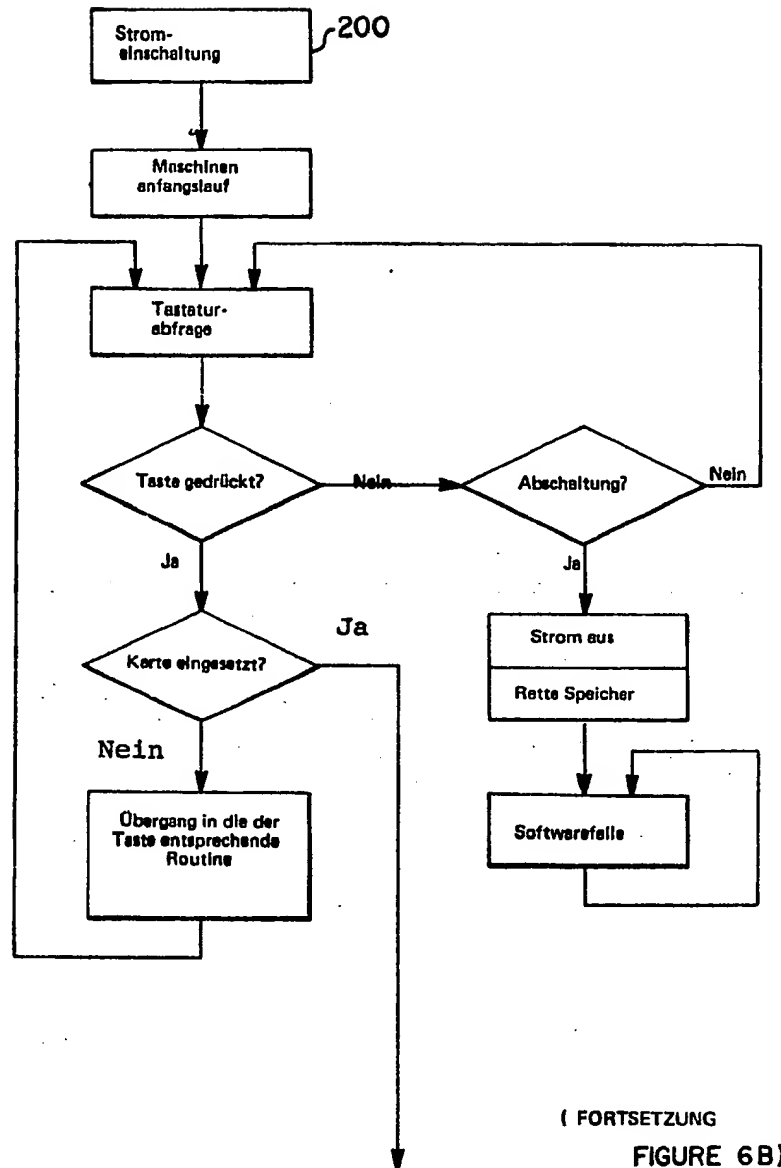 Strom-
einschaltung
200
Maschinen
anfangslauf
Tastatur-
abfrage
Taste gedrückt?
Nein
Abschaltung?
Nein
Ja
Ja
Karte eingesetzt?
Ja
Strom aus
Rette Speicher
Nein
Übergang in die der
Taste entsprechende
Routine
Softwarefalle
( FORTSETZUNG
FIGURE 6B)